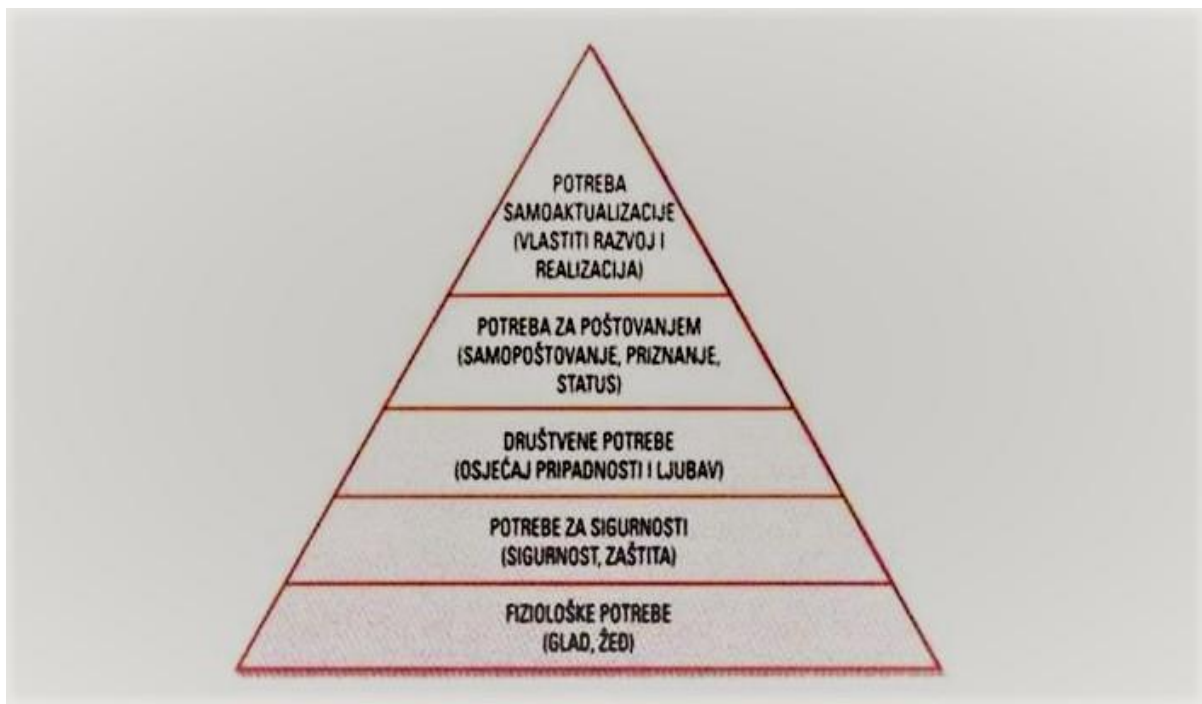 POTREBA
SAMOAKTUALIZACIJE
(VLASTITI RAZVOJ I
REALIZACIJA)
POTREBA ZA POŠTOVANJEM
(SAMOPOŠTOVANJE, PRIZNANJE,
STATUS)
DRUŠTVENE POTREBE
(OSJEĆAJ PRIPADNOSTI I LJUBAV)
POTREBE ZA SIGURNOSTI
(SIGURNOST, ZAŠTITA)
FIZIOLOŠKE POTREBE
(GLAD, ŽEĐ)